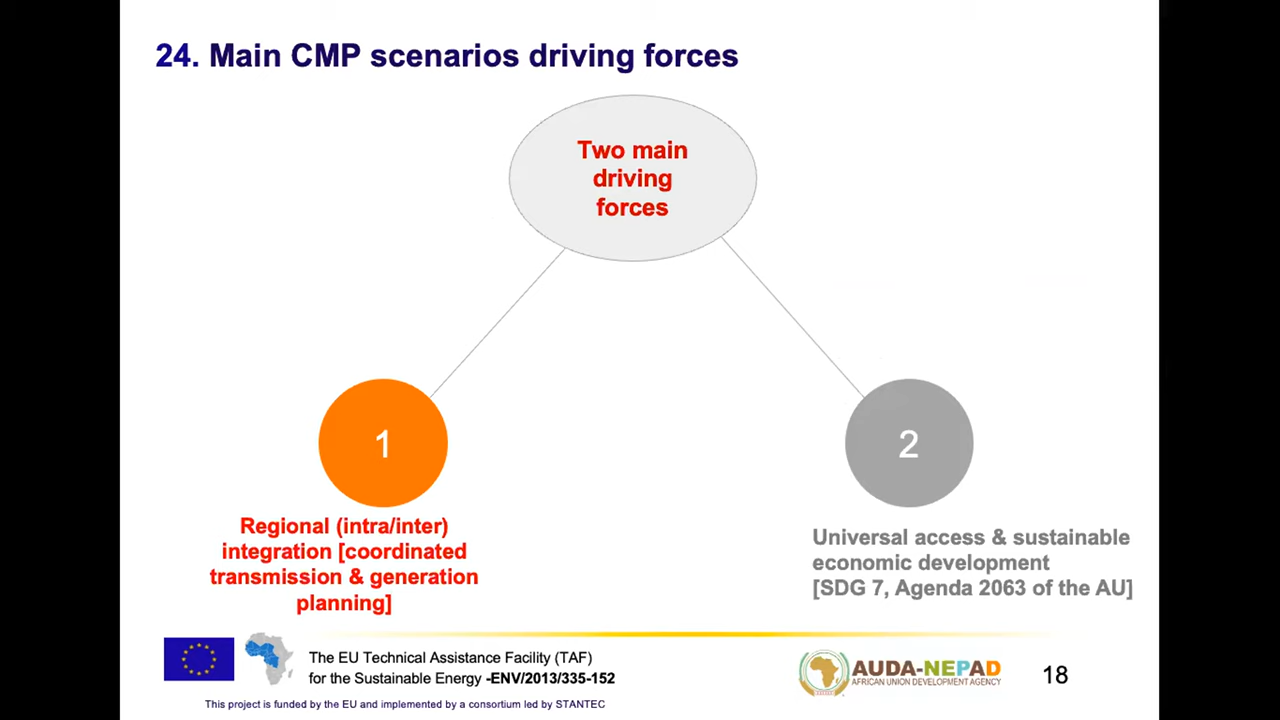 24. Main CMP scenarios driving forces
Two main
driving
forces
1
Regional (intra/inter)
integration [coordinated
transmission & generation
planning]
2
Universal access & sustainable
economic development
[SDG 7, Agenda 2063 of the AU]
The EU Technical Assistance Facility (TAF)
for the Sustainable Energy -ENV/2013/335-152
This project is funded by the EU and implemented by a consortium led by STANTEC
AUDA-NEPAD
AFRICAN UNION DEVELOPMENT AGENCY
18